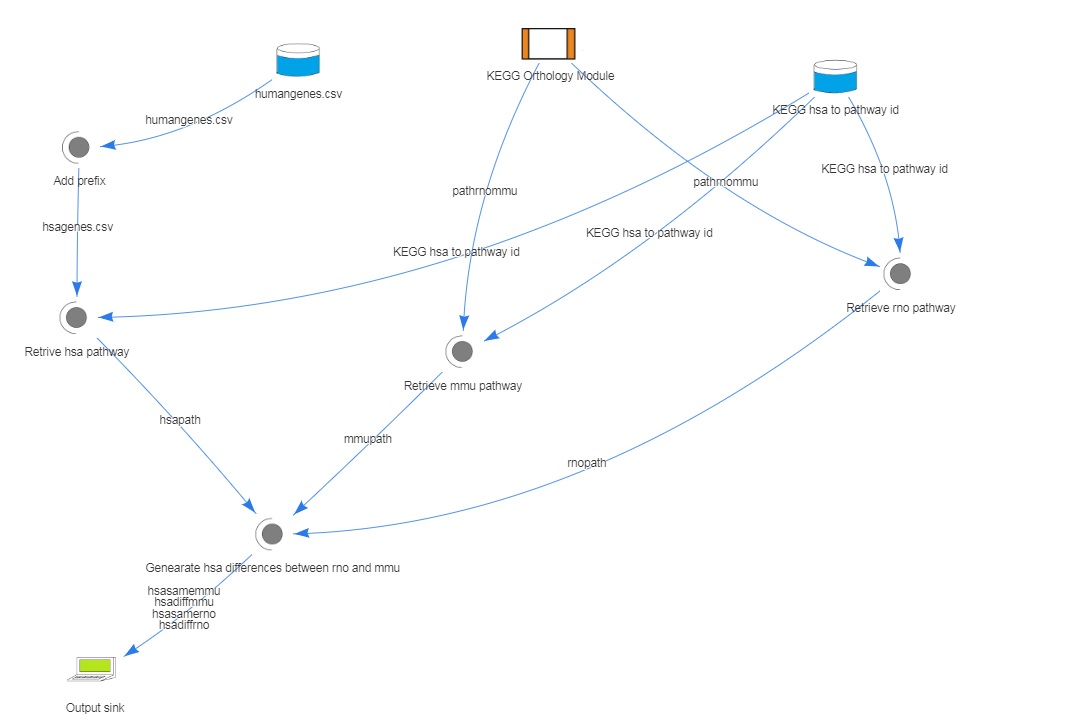 KEGG Orthology Module
humangenes.csv
KEGG hsa to pathway id
humangenes.csv
KEGG hsa to pathway id
Add prefix
pathrnommu
pathrnommu
hsagenes.csv
KEGG hsa to pathway id
KEGG hsa to pathway id
Retrieve rno pathway
Retrive hsa pathway
Retrieve mmu pathway
hsapath
mmupath
rnopath
Genearate hsa differences between rno and mmu
hsasamemmu
hsadiffmmu
hsasamerno
hsadiffrno
Output sink